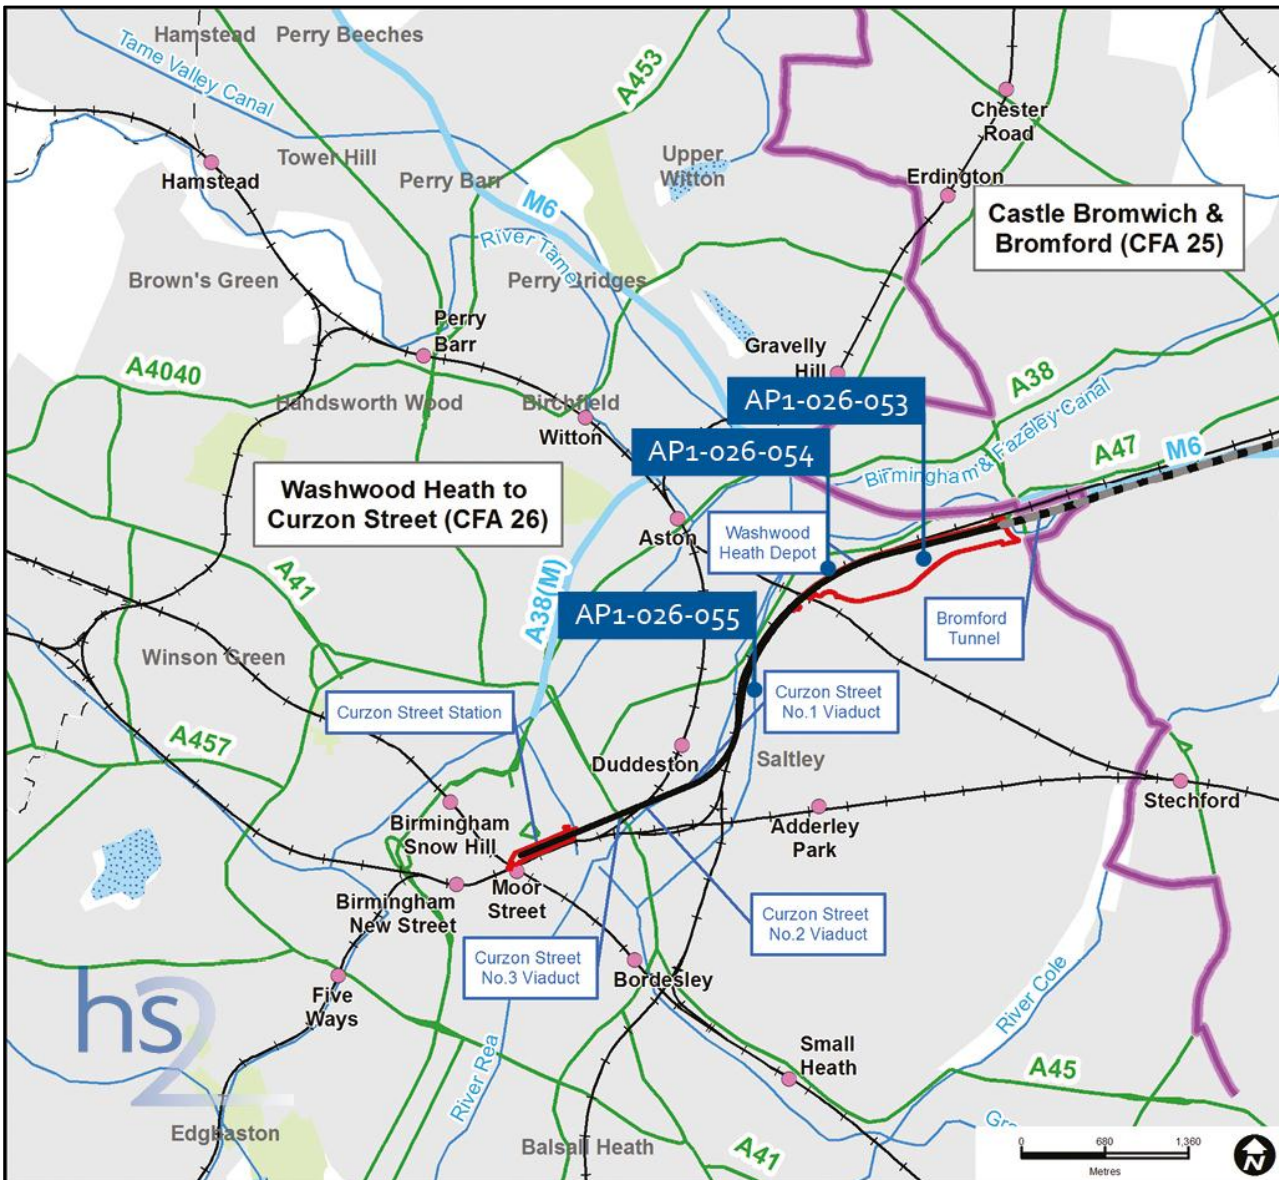 Hamstead
Perry Beeches
Tame Valley Canal
A453
Chester
Road
Tower Hill
Hamstead
Perry Barr
Upper
Witton
Erdington
M6
River Tame
Castle Bromwich &
Bromford (CFA 25)
Brown's Green
Perry Bridges
Perry
Barr
Gravelly
Hill
A4040
A38
Handsworth Wood
Birchfield
AP1-026-053
Witton
AP1-026-054
Birmingham & Fazeley Canal
A47
M6
Washwood Heath to
Curzon Street (CFA 26)
Aston
Washwood
Heath Depot
A41
A38(M)
AP1-026-055
Bromford
Tunnel
Winson Green
Curzon Street Station
Curzon Street
No.1 Viaduct
A457
Duddeston
Saltley
Stechford
Birmingham
Snow Hill
Adderley
Park
Moor
Street
Birmingham
New Street
Curzon Street
No.2 Viaduct
Curzon Street
No.3 Viaduct
Bordesley
Five
Ways
hs2
River Cole
River Rea
Small
Heath
A45
Edgbaston
Balsall Heath
A41
Gra
0 680 1,360
Metres
N